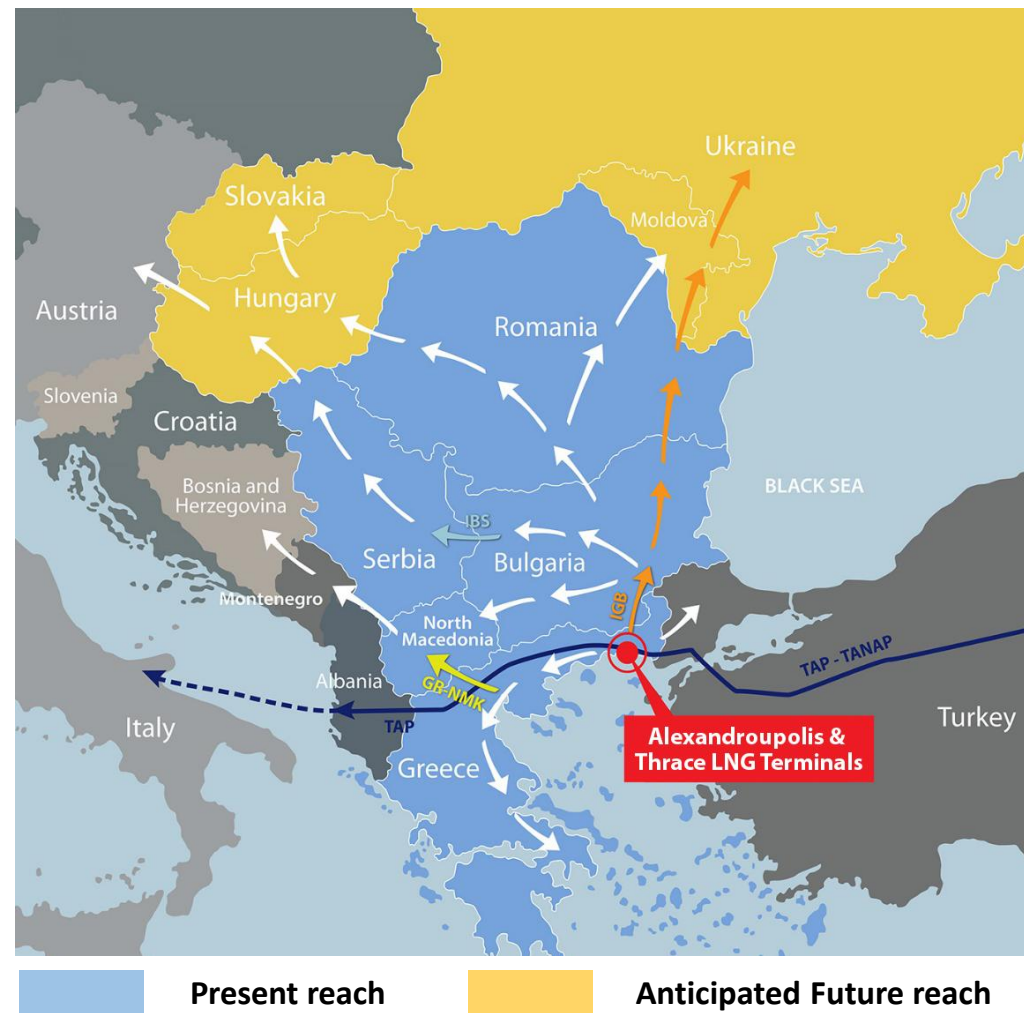 Ukraine
Slovakia
Moldova
Hungary
Austria
Romania
Slovenia
Croatia
Bosnia and
Herzegovina
BLACK SEA
IBS
Serbia
Bulgaria
Montenegro
IGB
North
Macedonia
TAP - TANAP
Albania
GR-NMK
Italy
TAP
Turkey
Alexandroupolis &
Thrace LNG Terminals
Greece
Present reach
Anticipated Future reach